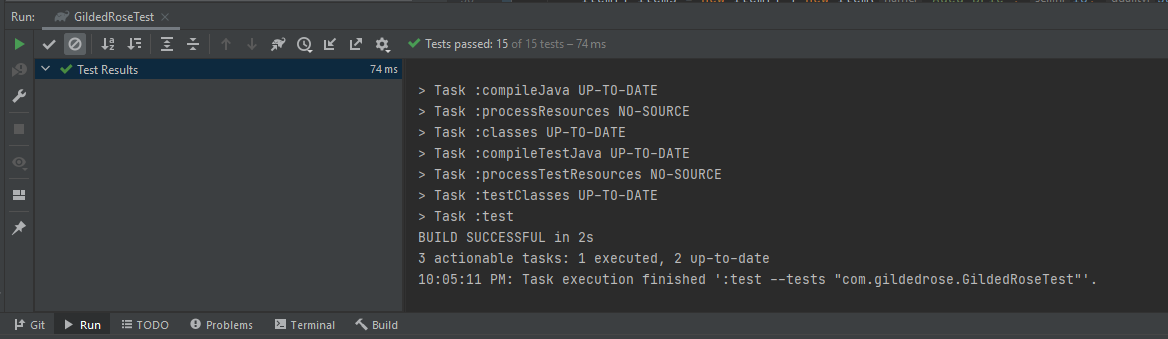 Run: GildedRoseTest
Tests passed: 15 of 15 tests – 74 ms
Test Results 74 ms
> Task :compileJava UP-TO-DATE
> Task :processResources NO-SOURCE
> Task :classes UP-TO-DATE
> Task :compileTestJava UP-TO-DATE
> Task :processTestResources NO-SOURCE
> Task :testClasses UP-TO-DATE
> Task :test
BUILD SUCCESSFUL in 2s
3 actionable tasks: 1 executed, 2 up-to-date
10:05:11 PM: Task execution finished ':test --tests "com.gildedrose.GildedRoseTest"'.
Git Run TODO Problems Terminal Build